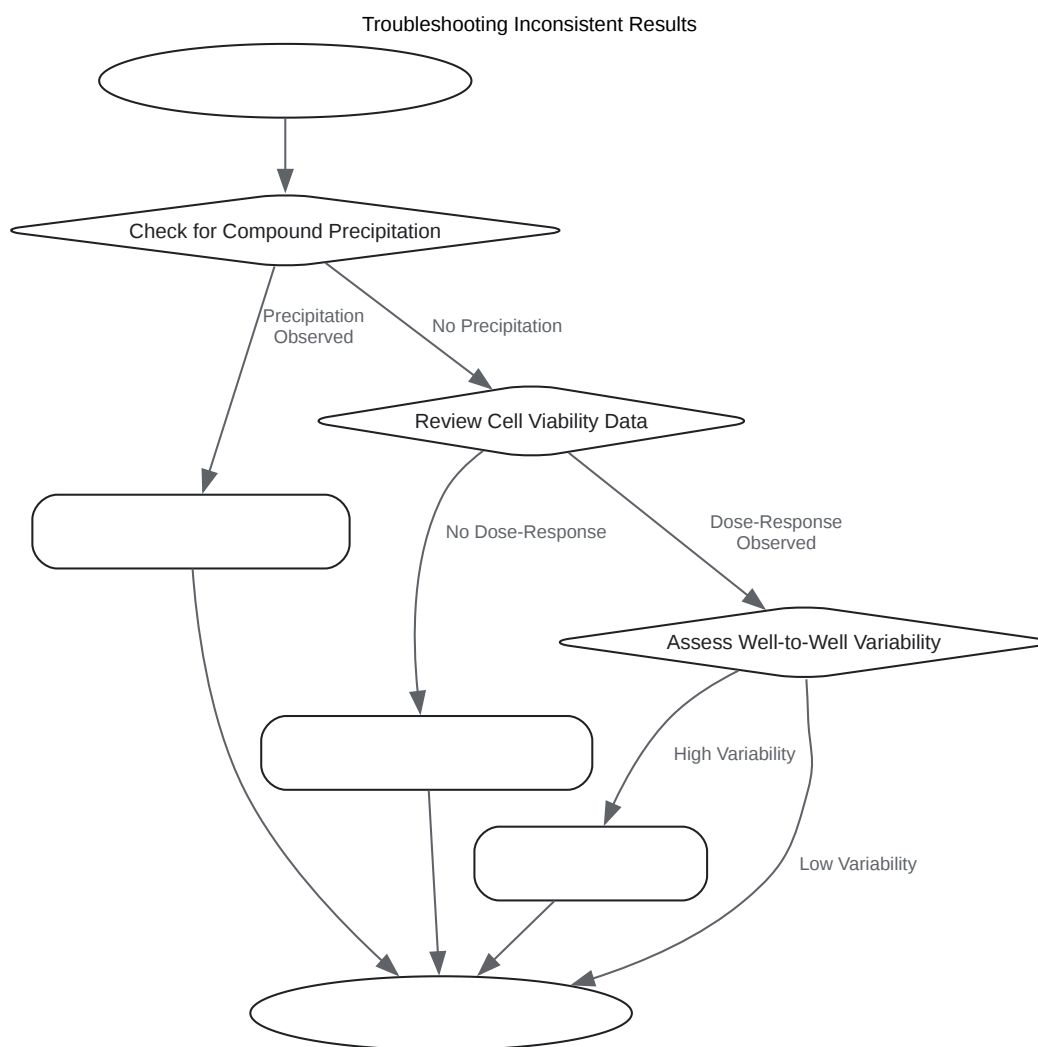 Troubleshooting Inconsistent Results
Check for Compound Precipitation
Precipitation
Observed
No Precipitation
Review Cell Viability Data
No Dose-Response
Dose-Response
Observed
Assess Well-to-Well Variability
High Variability
Low Variability